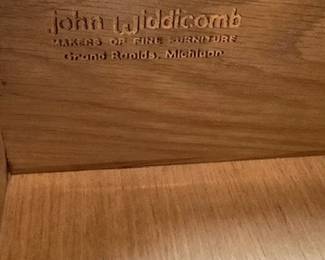 John Widdicomb
MAKERS OF FINE FURNITURE
Grand Rapids, Michigan